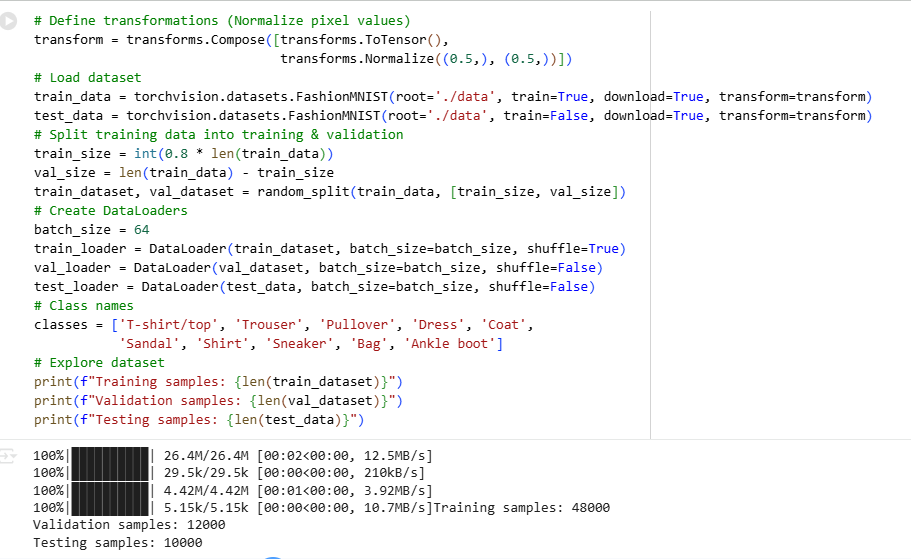 # Define transformations (Normalize pixel values)
transform = transforms.Compose([transforms.ToTensor(),
transforms.Normalize((0.5,), (0.5,))])
# Load dataset
train_data = torchvision.datasets.FashionMNIST(root='./data', train=True, download=True, transform=transform)
test_data = torchvision.datasets.FashionMNIST(root='./data', train=False, download=True, transform=transform)
# Split training data into training & validation
train_size = int(0.8 * len(train_data))
val_size = len(train_data) - train_size
train_dataset, val_dataset = random_split(train_data, [train_size, val_size])
# Create DataLoaders
batch_size = 64
train_loader = DataLoader(train_dataset, batch_size=batch_size, shuffle=True)
val_loader = DataLoader(val_dataset, batch_size=batch_size, shuffle=False)
test_loader = DataLoader(test_data, batch_size=batch_size, shuffle=False)
# Class names
classes = ['T-shirt/top', 'Trouser', 'Pullover', 'Dress', 'Coat',
'Sandal', 'Shirt', 'Sneaker', 'Bag', 'Ankle boot']
# Explore dataset
print(f"Training samples: {len(train_dataset)}")
print(f"Validation samples: {len(val_dataset)}")
print(f"Testing samples: {len(test_data)}")
100%|██████████| 26.4M/26.4M [00:02<00:00, 12.5MB/s]
100%|██████████| 29.5k/29.5k [00:00<00:00, 210kB/s]
100%|██████████| 4.42M/4.42M [00:01<00:00, 3.92MB/s]
100%|██████████| 5.15k/5.15k [00:00<00:00, 10.7MB/s]Training samples: 48000
Validation samples: 12000
Testing samples: 10000